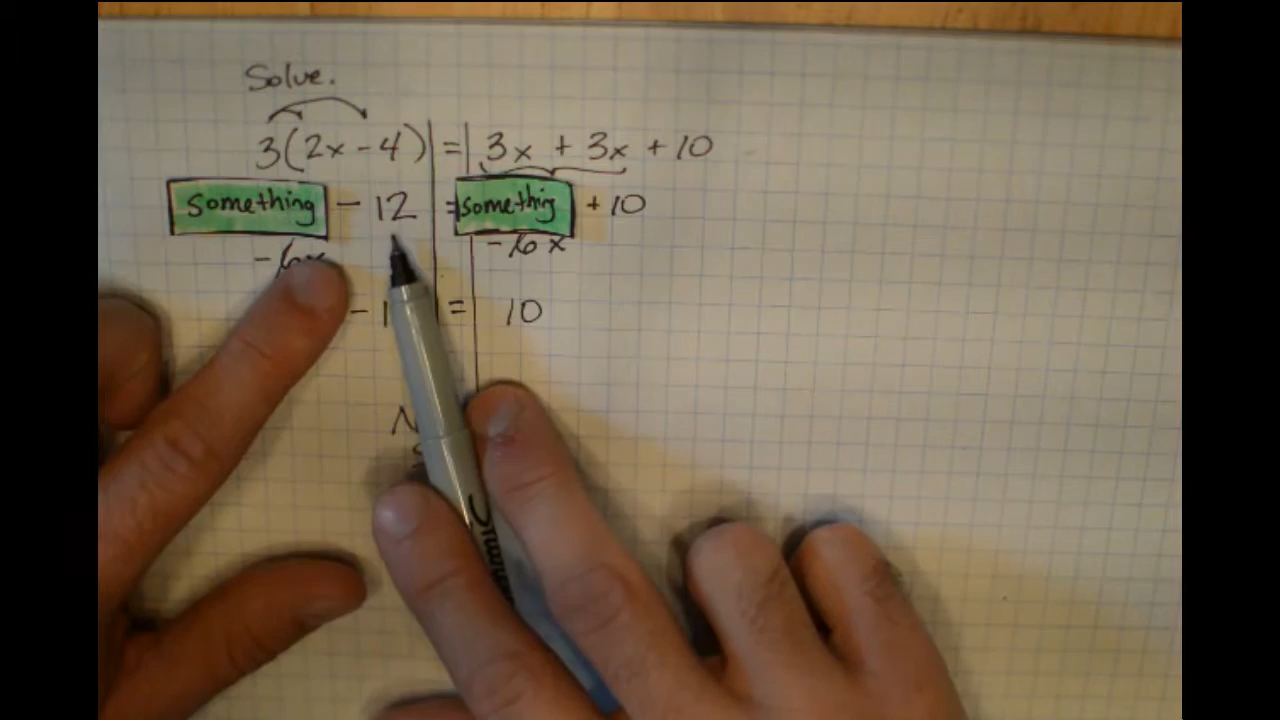 Solve.
3(2x - 4) = 3x + 3x + 10
Something - 12 = Something + 10
-6x -6x
= 10